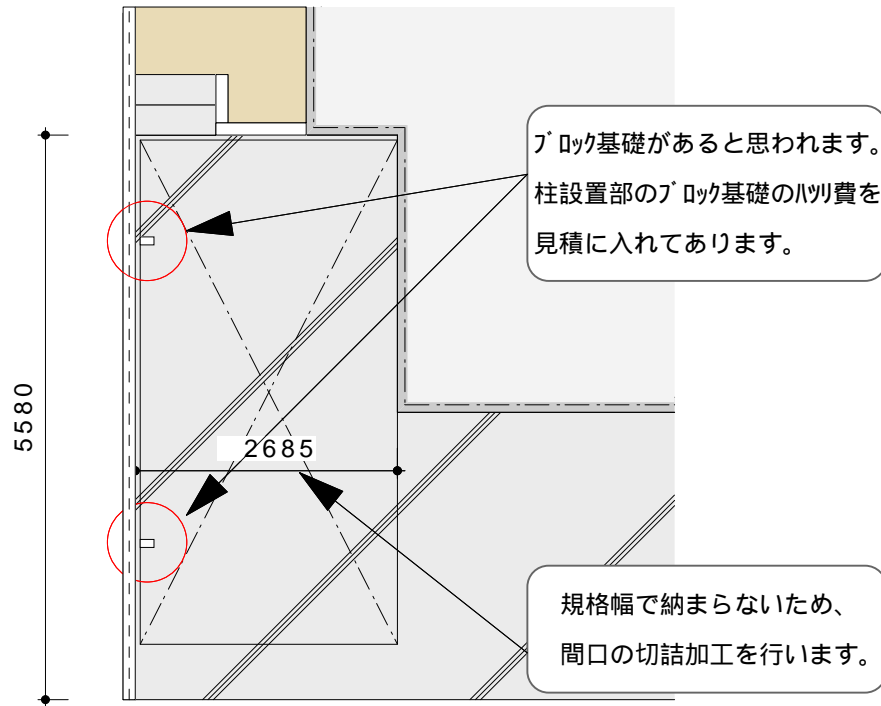 ﾌﾞﾛｯｸ基礎があると思われます。
柱設置部のﾌﾞﾛｯｸ基礎のﾊﾂﾘ費を
見積に入れてあります。
5580
2685
規格幅で納まらないため、
間口の切詰加工を行います。